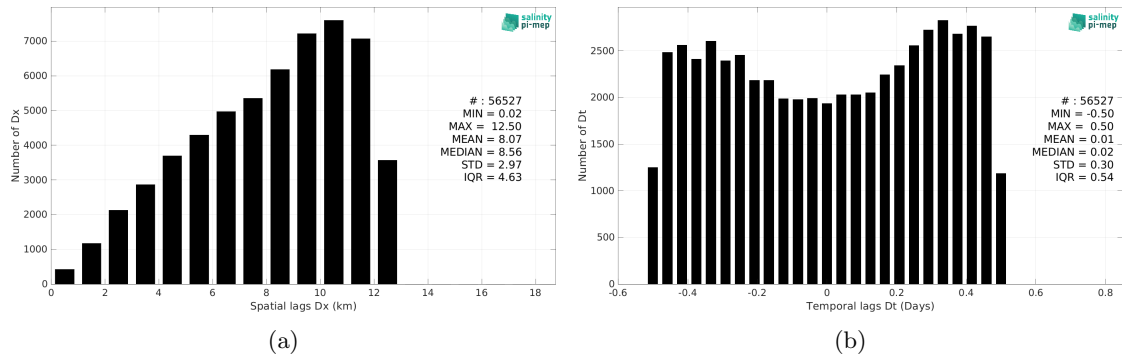 salinity
pi-mep
Number of Dx
7000
6000
5000
4000
3000
2000
1000
0
# : 56527
MIN = 0.02
MAX = 12.50
MEAN = 8.07
MEDIAN = 8.56
STD = 2.97
IQR = 4.63
0 2 4 6 8 10 12 14 16 18
Spatial lags Dx (km)
(a)
salinity
pi-mep
Number of Dt
2500
2000
1500
1000
500
0
# : 56527
MIN = -0.50
MAX = 0.50
MEAN = 0.01
MEDIAN = 0.02
STD = 0.30
IQR = 0.54
-0.6 -0.4 -0.2 0 0.2 0.4 0.6 0.8
Temporal lags Dt (Days)
(b)